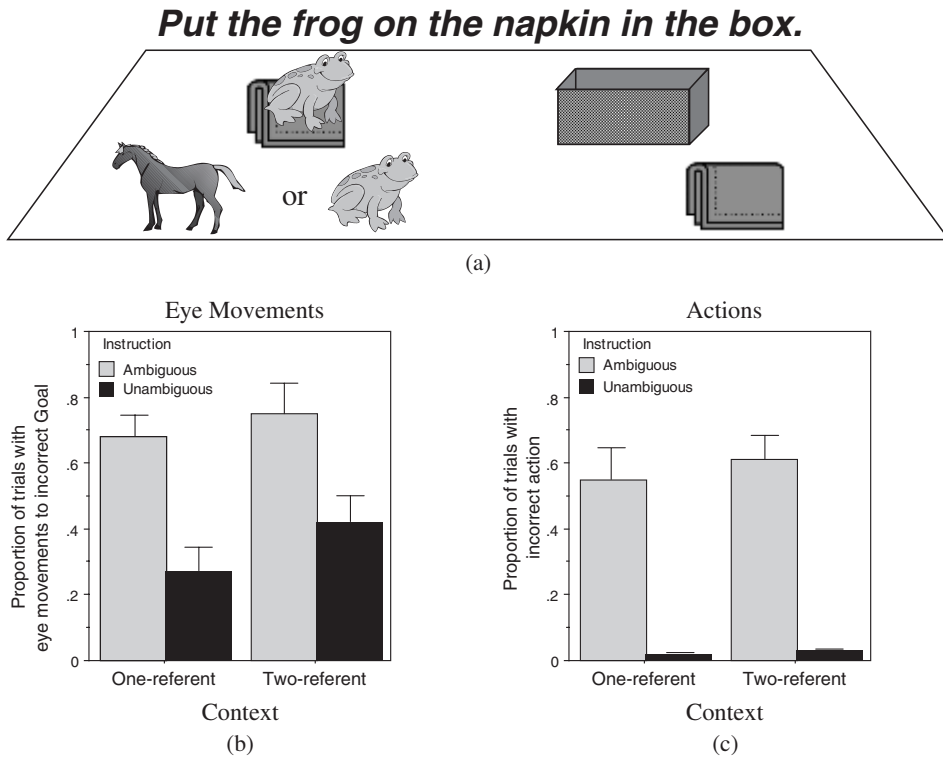 Put the frog on the napkin in the box.
or
(a)
Eye Movements
1
.8
.6
.4
.2
0
Instruction
Ambiguous
Unambiguous
Proportion of trials with
eye movements to incorrect Goal
One-referent
Two-referent
Context
(b)
Actions
1
.8
.6
.4
.2
0
Instruction
Ambiguous
Unambiguous
Proportion of trials with
incorrect action
One-referent
Two-referent
Context
(c)